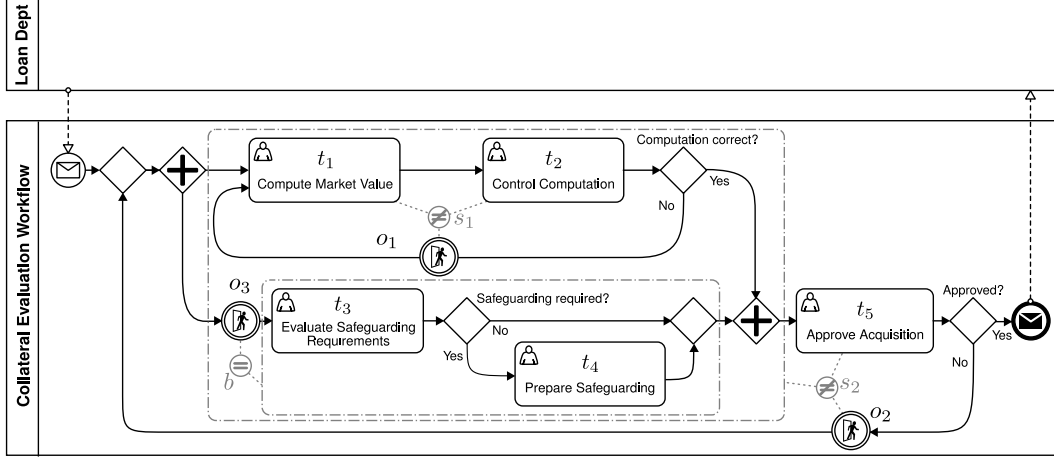 Loan Dept
Collateral Evaluation Workflow
t₁
Compute Market Value
t₂
Control Computation
Computation correct?
Yes
No
s₁
o₁
o₃
t₃
Evaluate Safeguarding
Requirements
Safeguarding required?
No
Yes
t₄
Prepare Safeguarding
b
t₅
Approve Acquisition
Approved?
Yes
No
s₂
o₂